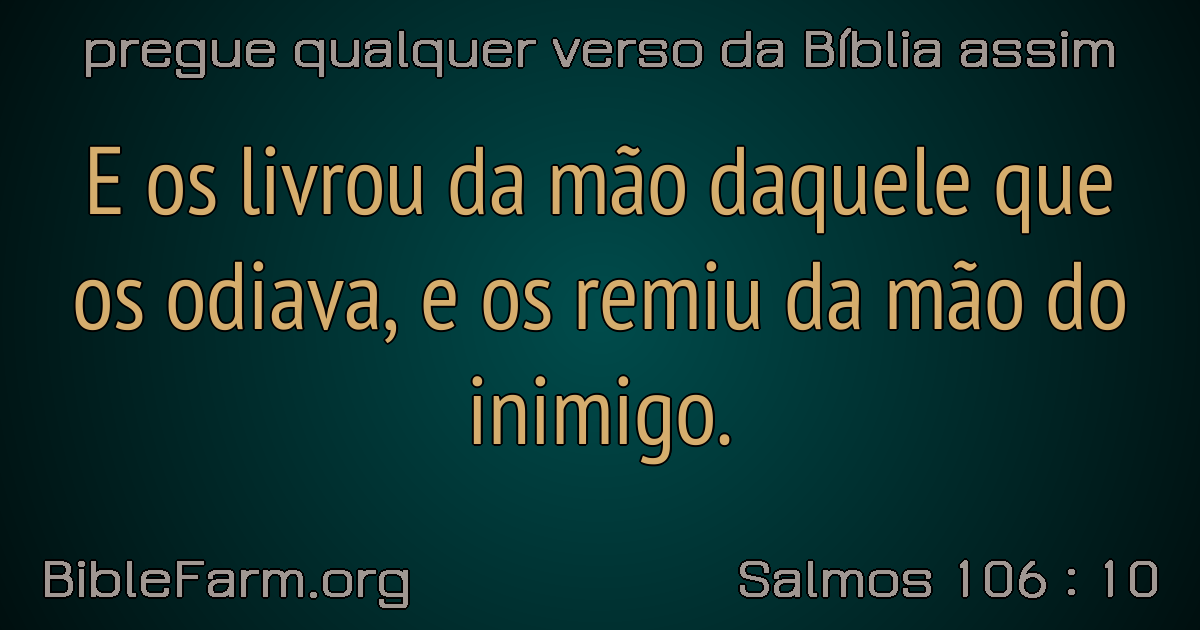 pregue qualquer verso da Bíblia assim
E os livrou da mão daquele que
os odiava, e os remiu da mão do
inimigo.
BibleFarm.org
Salmos 106 : 10